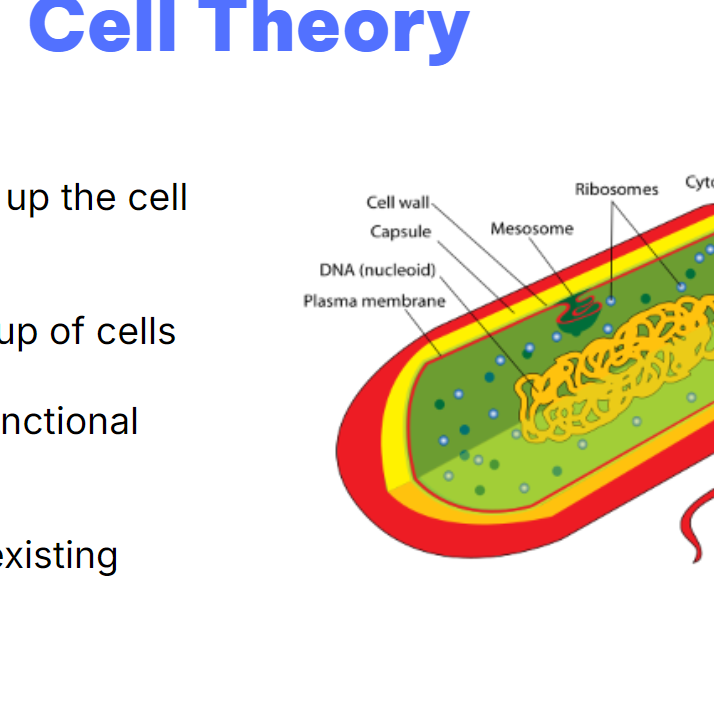 Cell Theory
up the cell
up of cells
nctional
existing
Cell wall
Capsule
DNA (nucleoid)
Plasma membrane
Mesosome
Ribosomes
Cyto